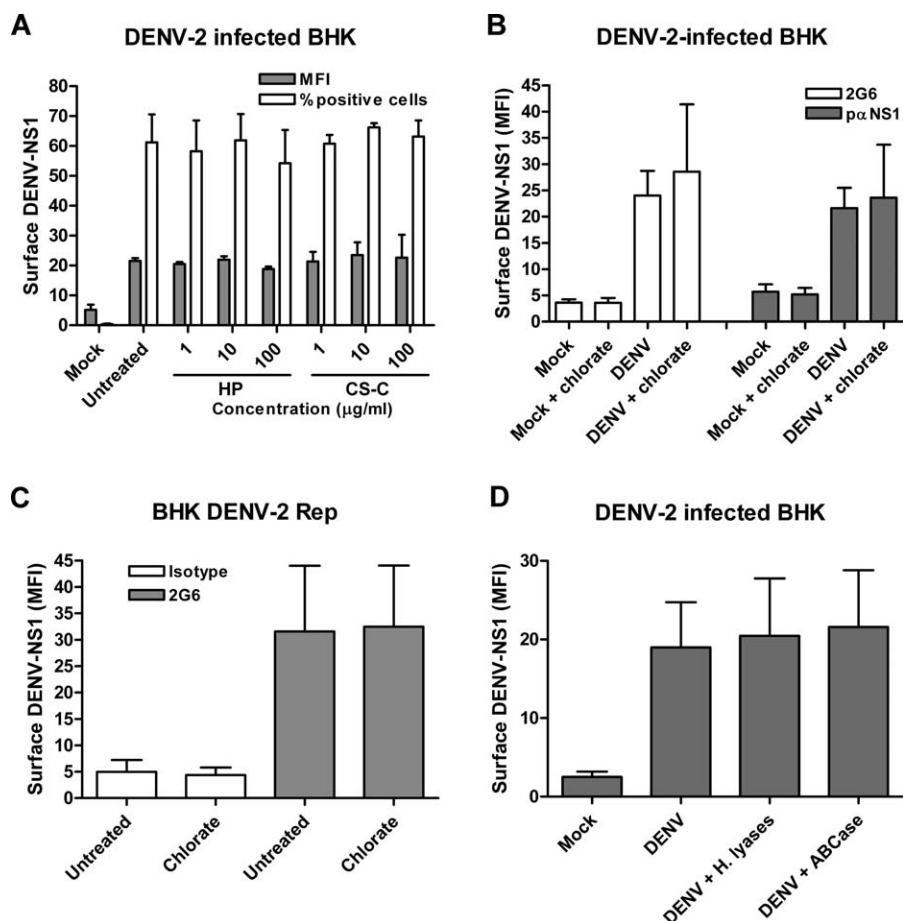 A
DENV-2 infected BHK
MFI
% positive cells
Surface DENV-NS1
80
70
60
50
40
30
20
10
0
Mock
Untreated
1
10
100
1
10
100
HP
CS-C
Concentration (µg/ml)
B
DENV-2-infected BHK
2G6
pαNS1
Surface DENV-NS1 (MFI)
45
40
35
30
25
20
15
10
5
0
Mock
Mock + chlorate
DENV
DENV + chlorate
Mock
Mock + chlorate
DENV
DENV + chlorate
C
BHK DENV-2 Rep
Isotype
2G6
Surface DENV-NS1 (MFI)
45
40
35
30
25
20
15
10
5
0
Untreated
Chlorate
Untreated
Chlorate
D
DENV-2 infected BHK
Surface DENV-NS1 (MFI)
30
20
10
0
Mock
DENV
DENV + H. lyases
DENV + ABCase